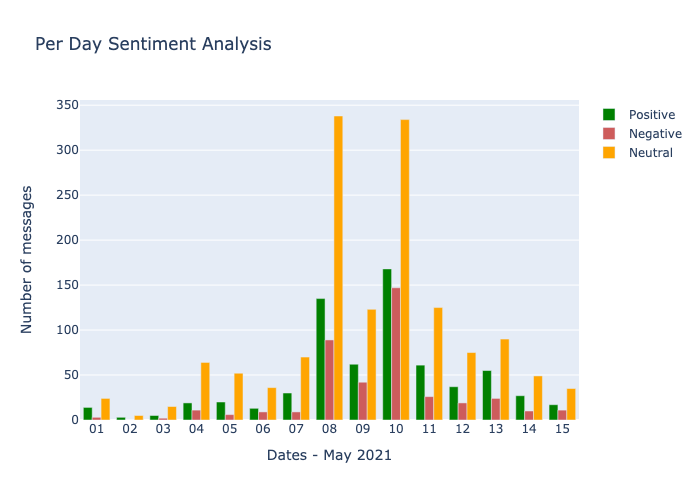 Per Day Sentiment Analysis
Positive
Negative
Neutral
350
300
250
200
150
100
50
0
Number of messages
01 02 03 04 05 06 07 08 09 10 11 12 13 14 15
Dates - May 2021